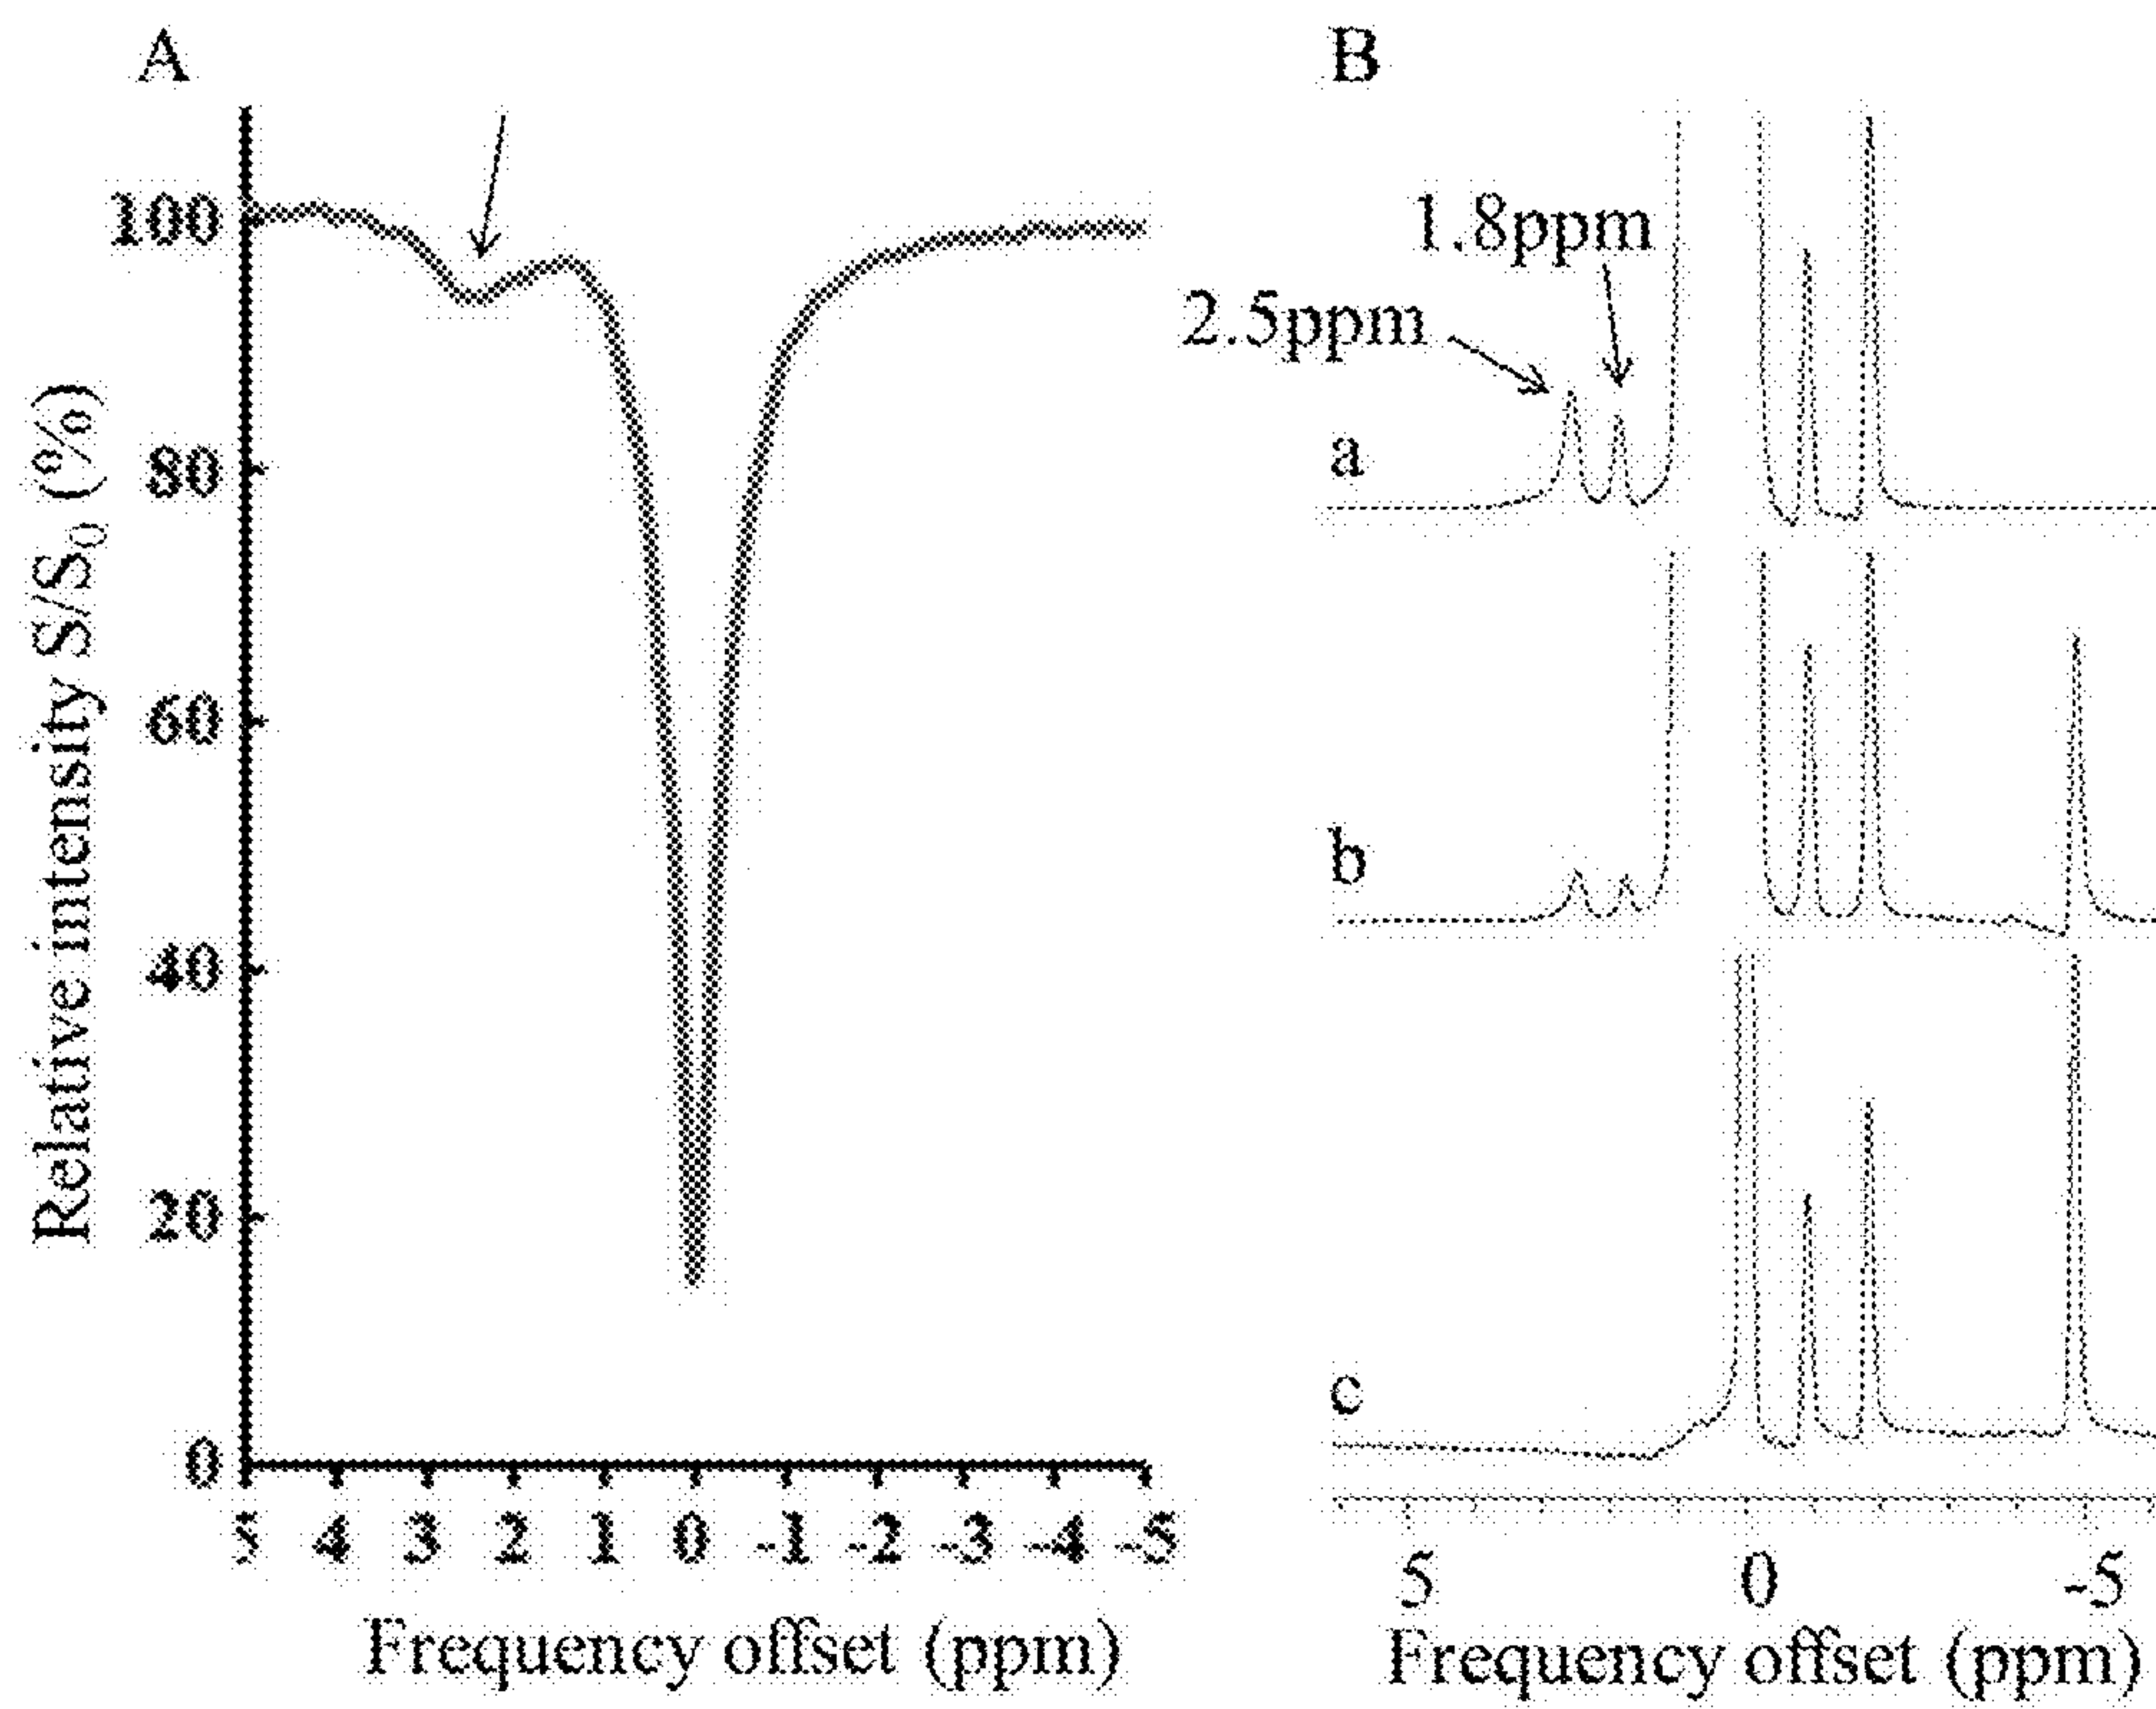 A
Relative intensity S/S0 (%)
100
80
60
40
20
0
5 4 3 2 1 0 -1 -2 -3 -4 -5
Frequency offset (ppm)
B
1.8ppm
2.5ppm
a
b
c
5 0 -5
Frequency offset (ppm)